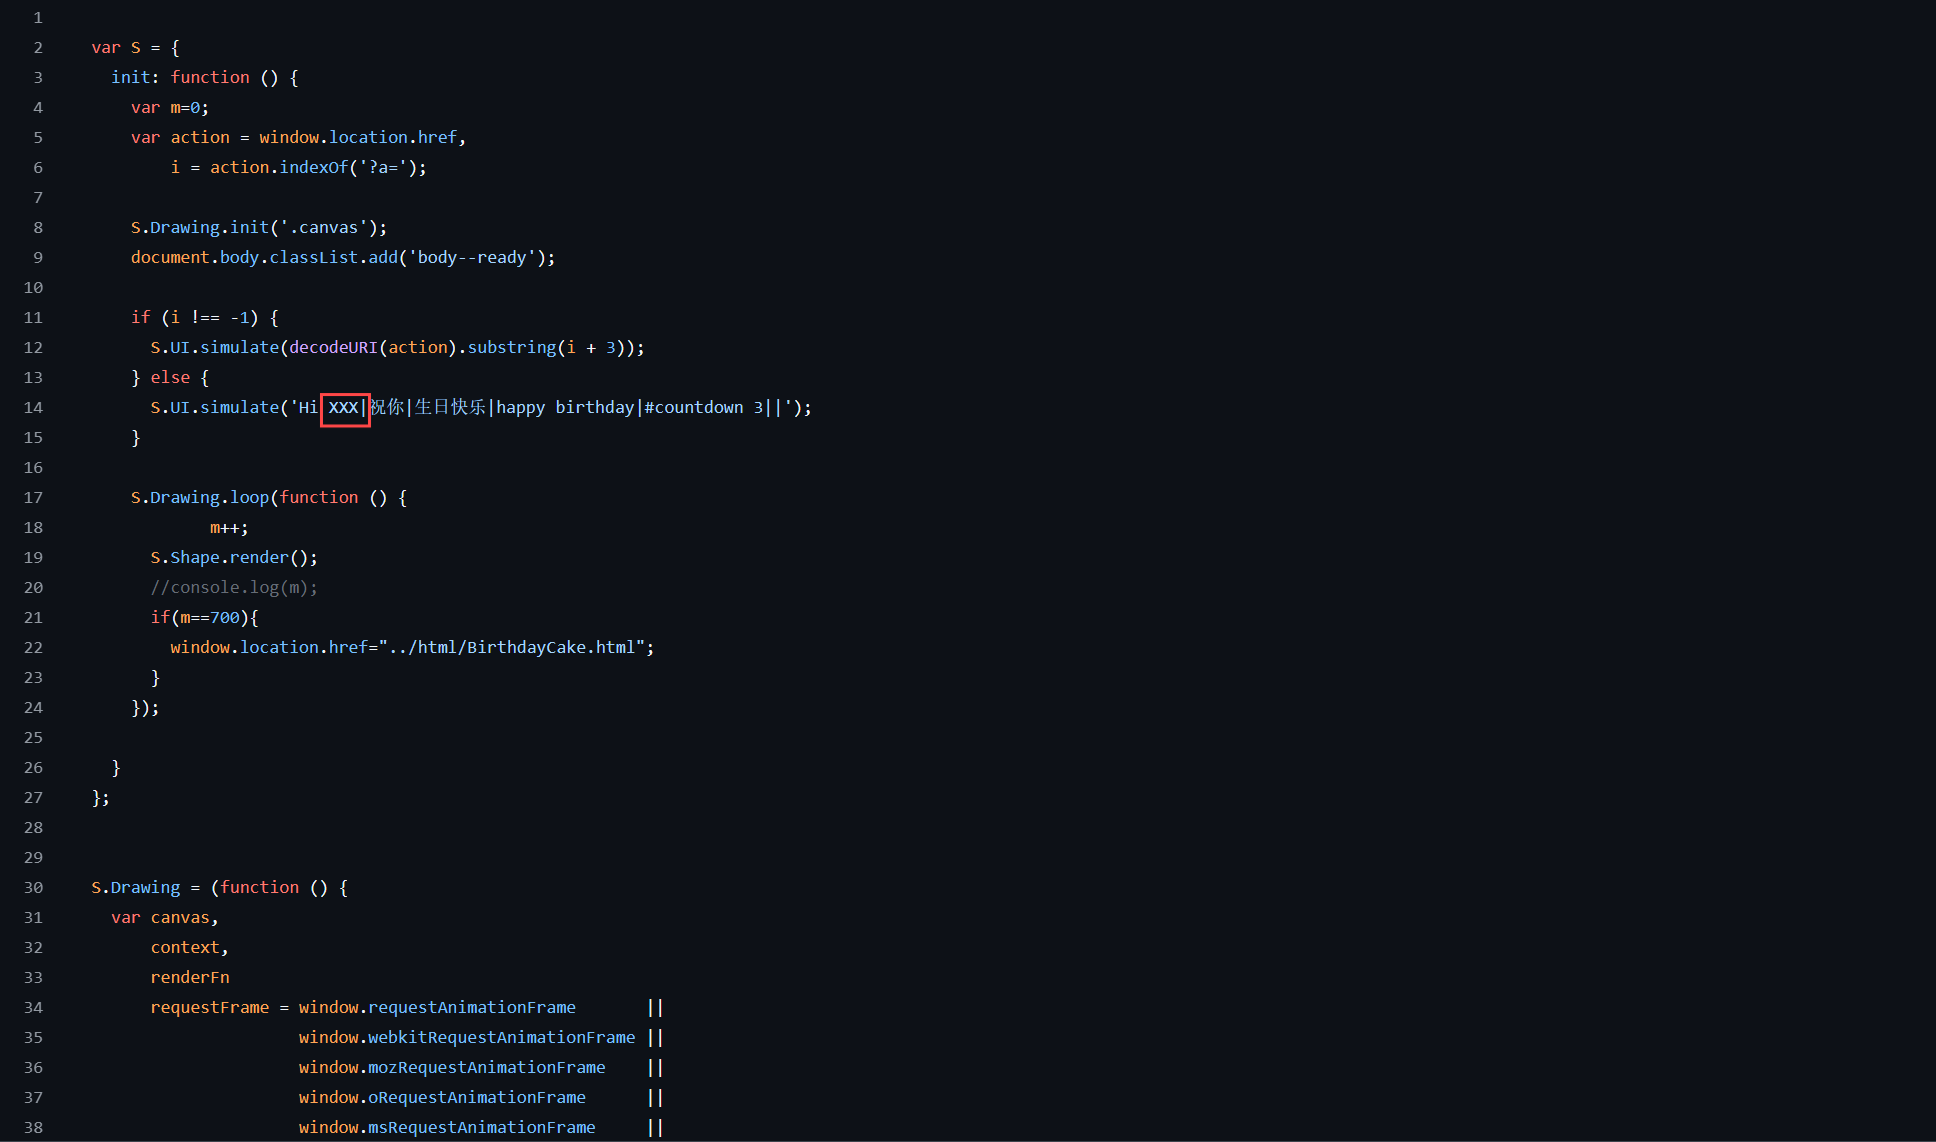 1
2 var S = {
3 init: function () {
4 var m=0;
5 var action = window.location.href,
6 i = action.indexOf('?a=');
7
8 S.Drawing.init('.canvas');
9 document.body.classList.add('body--ready');
10
11 if (i !== -1) {
12 S.UI.simulate(decodeURI(action).substring(i + 3));
13 } else {
14 S.UI.simulate('Hi XXX|祝你|生日快乐|happy birthday|#countdown 3||');
15 }
16
17 S.Drawing.loop(function () {
18 m++;
19 S.Shape.render();
20 //console.log(m);
21 if(m==700){
22 window.location.href="../html/BirthdayCake.html";
23 }
24 });
25
26 }
27 };
28
29
30 S.Drawing = (function () {
31 var canvas,
32 context,
33 renderFn
34 requestFrame = window.requestAnimationFrame ||
35 window.webkitRequestAnimationFrame ||
36 window.mozRequestAnimationFrame ||
37 window.oRequestAnimationFrame ||
38 window.msRequestAnimationFrame ||